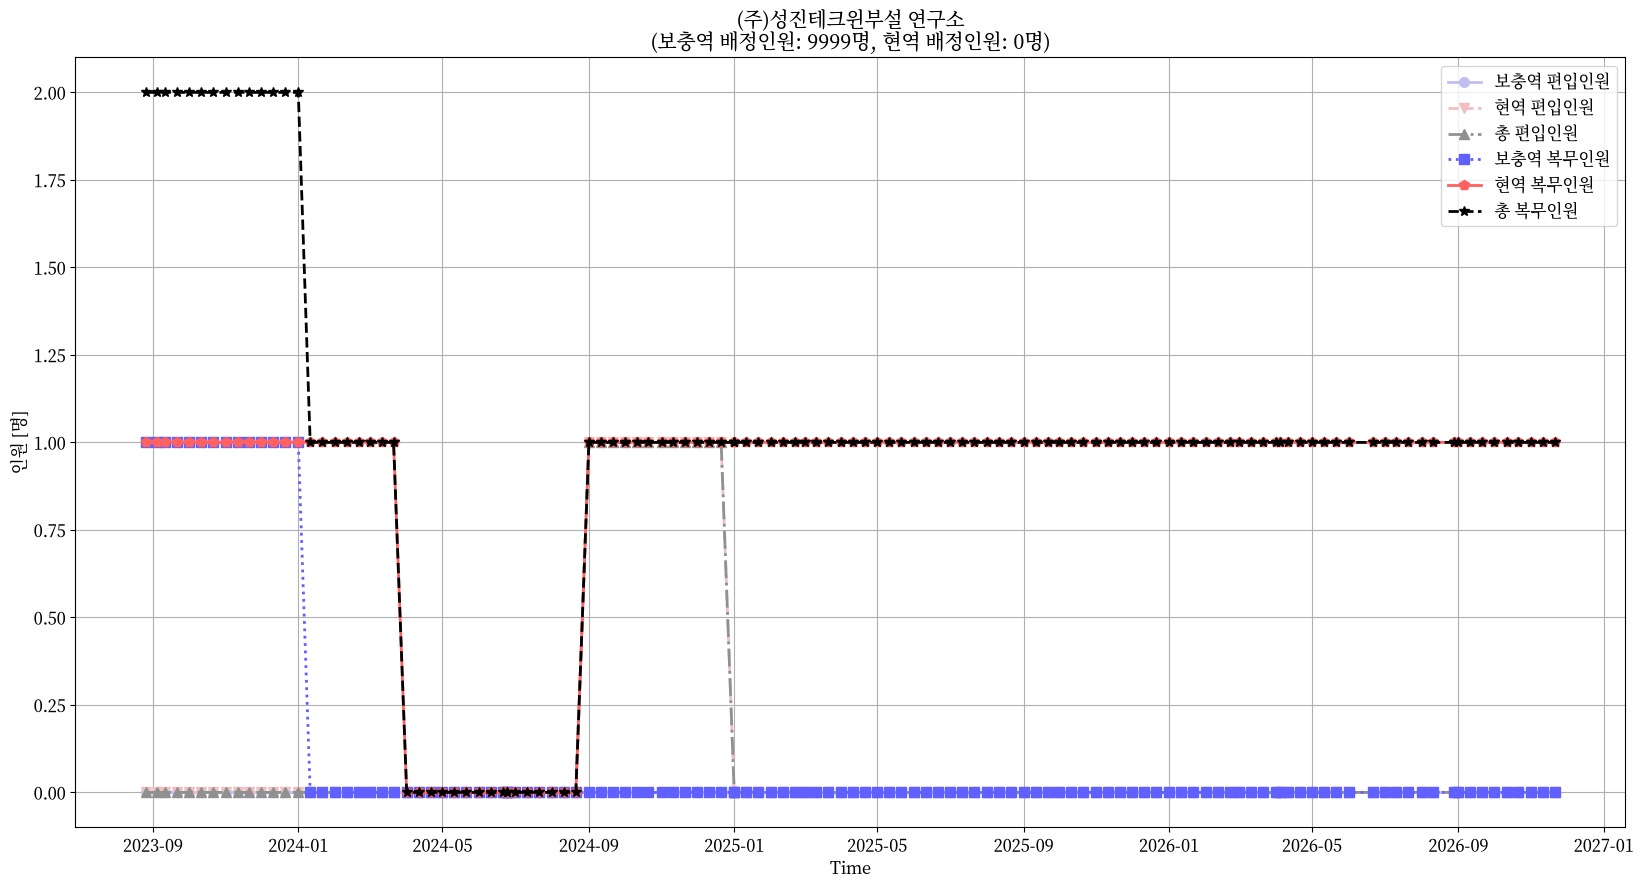 (주)성진테크윈부설 연구소
(보충역 배정인원: 9999명, 현역 배정인원: 0명)
보충역 편입인원
현역 편입인원
총 편입인원
보충역 복무인원
현역 복무인원
총 복무인원
인원 [명]
2.00
1.75
1.50
1.25
1.00
0.75
0.50
0.25
0.00
2023-09
2024-01
2024-05
2024-09
2025-01
2025-05
2025-09
2026-01
2026-05
2026-09
2027-01
Time